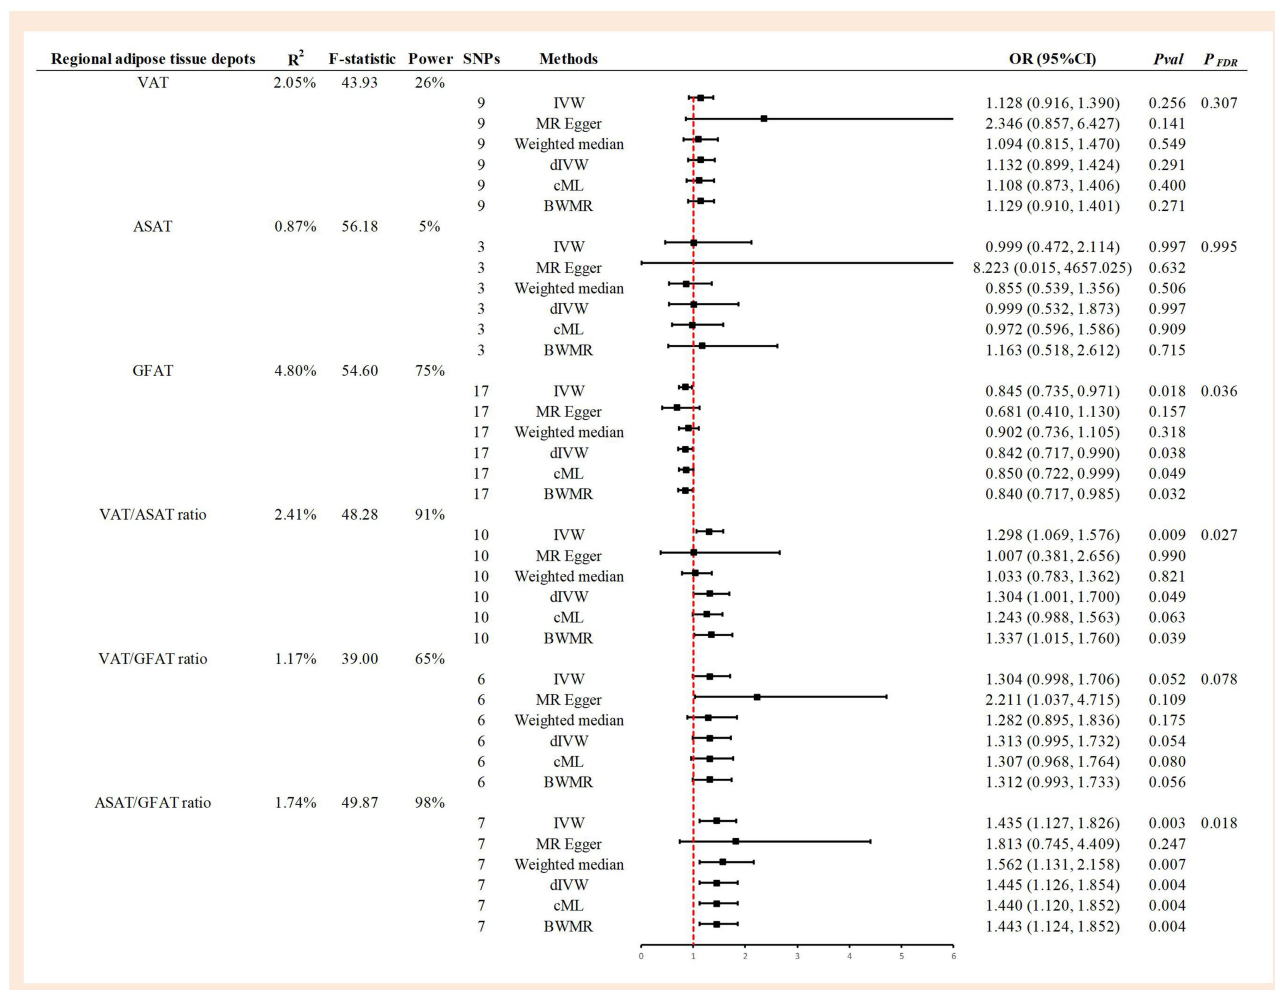 Regional adipose tissue depots R2 F-statistic Power SNPs Methods OR (95%CI) Pval P FDR
VAT 2.05% 43.93 26%
9 IVW 1.128 (0.916, 1.390) 0.256 0.307
9 MR Egger 2.346 (0.857, 6.427) 0.141
9 Weighted median 1.094 (0.815, 1.470) 0.549
9 dIVW 1.132 (0.899, 1.424) 0.291
9 cML 1.108 (0.873, 1.406) 0.400
9 BWMR 1.129 (0.910, 1.401) 0.271
ASAT 0.87% 56.18 5%
3 IVW 0.999 (0.472, 2.114) 0.997 0.995
3 MR Egger 8.223 (0.015, 4657.025) 0.632
3 Weighted median 0.855 (0.539, 1.356) 0.506
3 dIVW 0.999 (0.532, 1.873) 0.997
3 cML 0.972 (0.596, 1.586) 0.909
3 BWMR 1.163 (0.518, 2.612) 0.715
GFAT 4.80% 54.60 75%
17 IVW 0.845 (0.735, 0.971) 0.018 0.036
17 MR Egger 0.681 (0.410, 1.130) 0.157
17 Weighted median 0.902 (0.736, 1.105) 0.318
17 dIVW 0.842 (0.717, 0.990) 0.038
17 cML 0.850 (0.722, 0.999) 0.049
17 BWMR 0.840 (0.717, 0.985) 0.032
VAT/ASAT ratio 2.41% 48.28 91%
10 IVW 1.298 (1.069, 1.576) 0.009 0.027
10 MR Egger 1.007 (0.381, 2.656) 0.990
10 Weighted median 1.033 (0.783, 1.362) 0.821
10 dIVW 1.304 (1.001, 1.700) 0.049
10 cML 1.243 (0.988, 1.563) 0.063
10 BWMR 1.337 (1.015, 1.760) 0.039
VAT/GFAT ratio 1.17% 39.00 65%
6 IVW 1.304 (0.998, 1.706) 0.052 0.078
6 MR Egger 2.211 (1.037, 4.715) 0.109
6 Weighted median 1.282 (0.895, 1.836) 0.175
6 dIVW 1.313 (0.995, 1.732) 0.054
6 cML 1.307 (0.968, 1.764) 0.080
6 BWMR 1.312 (0.993, 1.733) 0.056
ASAT/GFAT ratio 1.74% 49.87 98%
7 IVW 1.435 (1.127, 1.826) 0.003 0.018
7 MR Egger 1.813 (0.745, 4.409) 0.247
7 Weighted median 1.562 (1.131, 2.158) 0.007
7 dIVW 1.445 (1.126, 1.854) 0.004
7 cML 1.440 (1.120, 1.852) 0.004
7 BWMR 1.443 (1.124, 1.852) 0.004
0 1 2 3 4 5 6